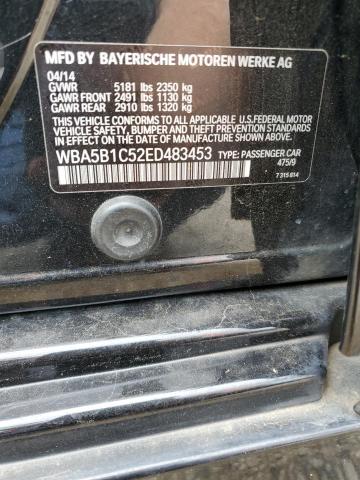 MFD BY BAYERISCHE MOTOREN WERKE AG
04/14
GVWR 5181 lbs 2350 kg
GAWR FRONT 2491 lbs 1130 kg
GAWR REAR 2910 lbs 1320 kg
THIS VEHICLE CONFORMS TO ALL APPLICABLE
U.S.FEDERAL MOTOR VEHICLE SAFETY, BUMPER, AND
THEFT PREVENTION STANDARDS IN EFFECT ON THE
DATE OF MANUFACTURE SHOWN ABOVE.
WBA5B1C52ED483453 TYPE: PASSENGER CAR
475/9
7 315 614